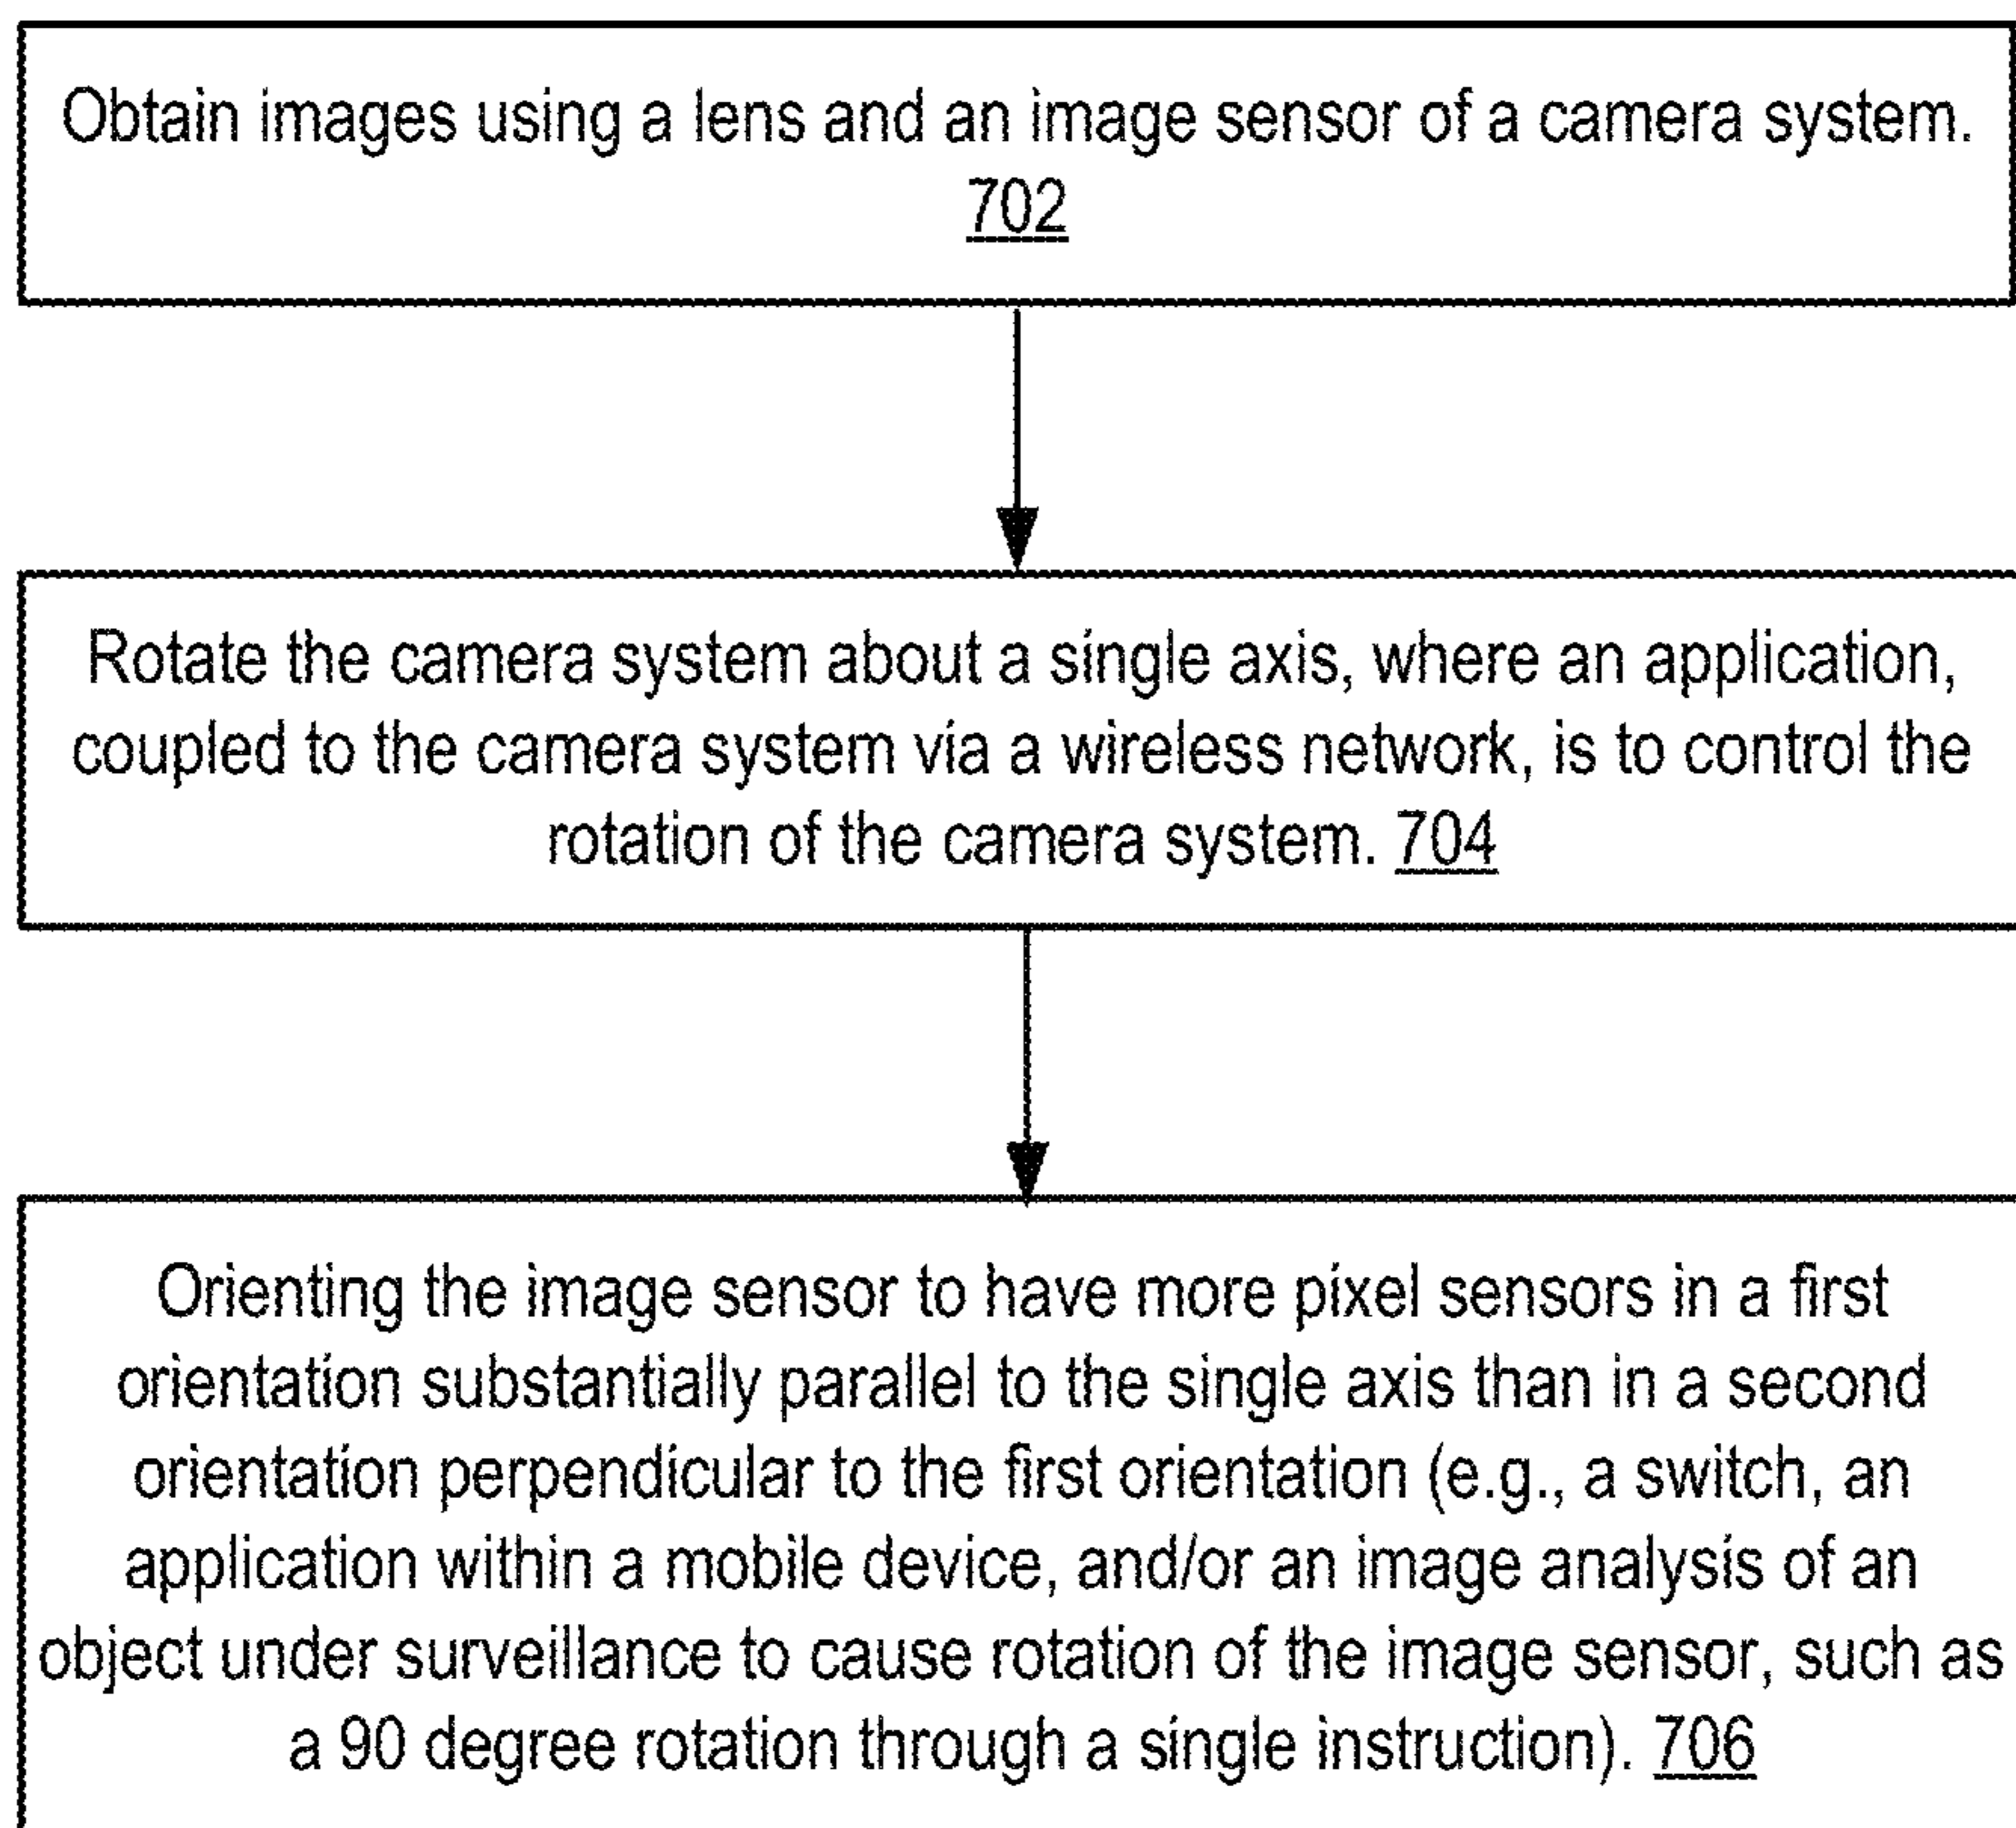 Obtain images using a lens and an image sensor of a camera system.
702
Rotate the camera system about a single axis, where an application,
coupled to the camera system via a wireless network, is to control the
rotation of the camera system. 704
Orienting the image sensor to have more pixel sensors in a first
orientation substantially parallel to the single axis than in a second
orientation perpendicular to the first orientation (e.g., a switch, an
application within a mobile device, and/or an image analysis of an
object under surveillance to cause rotation of the image sensor, such as
a 90 degree rotation through a single instruction). 706